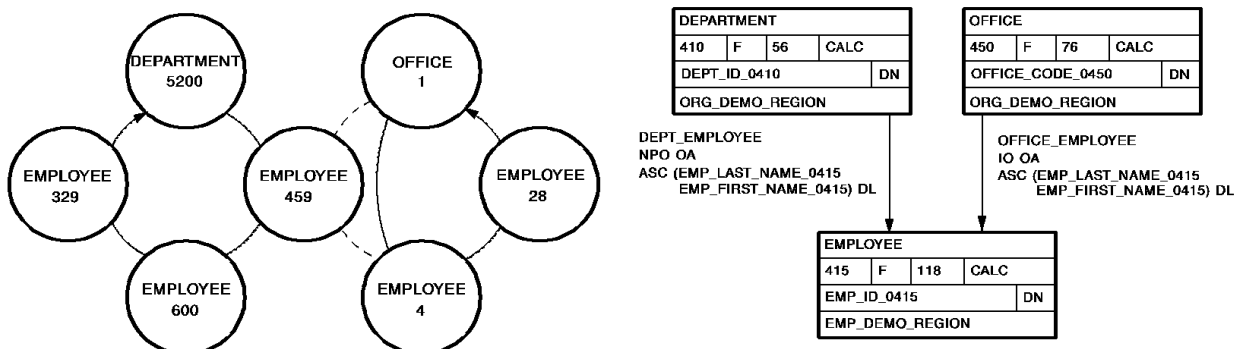 DEPARTMENT
5200
OFFICE
1
EMPLOYEE
329
EMPLOYEE
459
EMPLOYEE
28
EMPLOYEE
600
EMPLOYEE
4
DEPARTMENT
410 F 56 CALC
DEPT_ID_0410 DN
ORG_DEMO_REGION
OFFICE
450 F 76 CALC
OFFICE_CODE_0450 DN
ORG_DEMO_REGION
DEPT_EMPLOYEE
NPO OA
ASC (EMP_LAST_NAME_0415
EMP_FIRST_NAME_0415) DL
OFFICE_EMPLOYEE
IO OA
ASC (EMP_LAST_NAME_0415
EMP_FIRST_NAME_0415) DL
EMPLOYEE
415 F 118 CALC
EMP_ID_0415 DN
EMP_DEMO_REGION